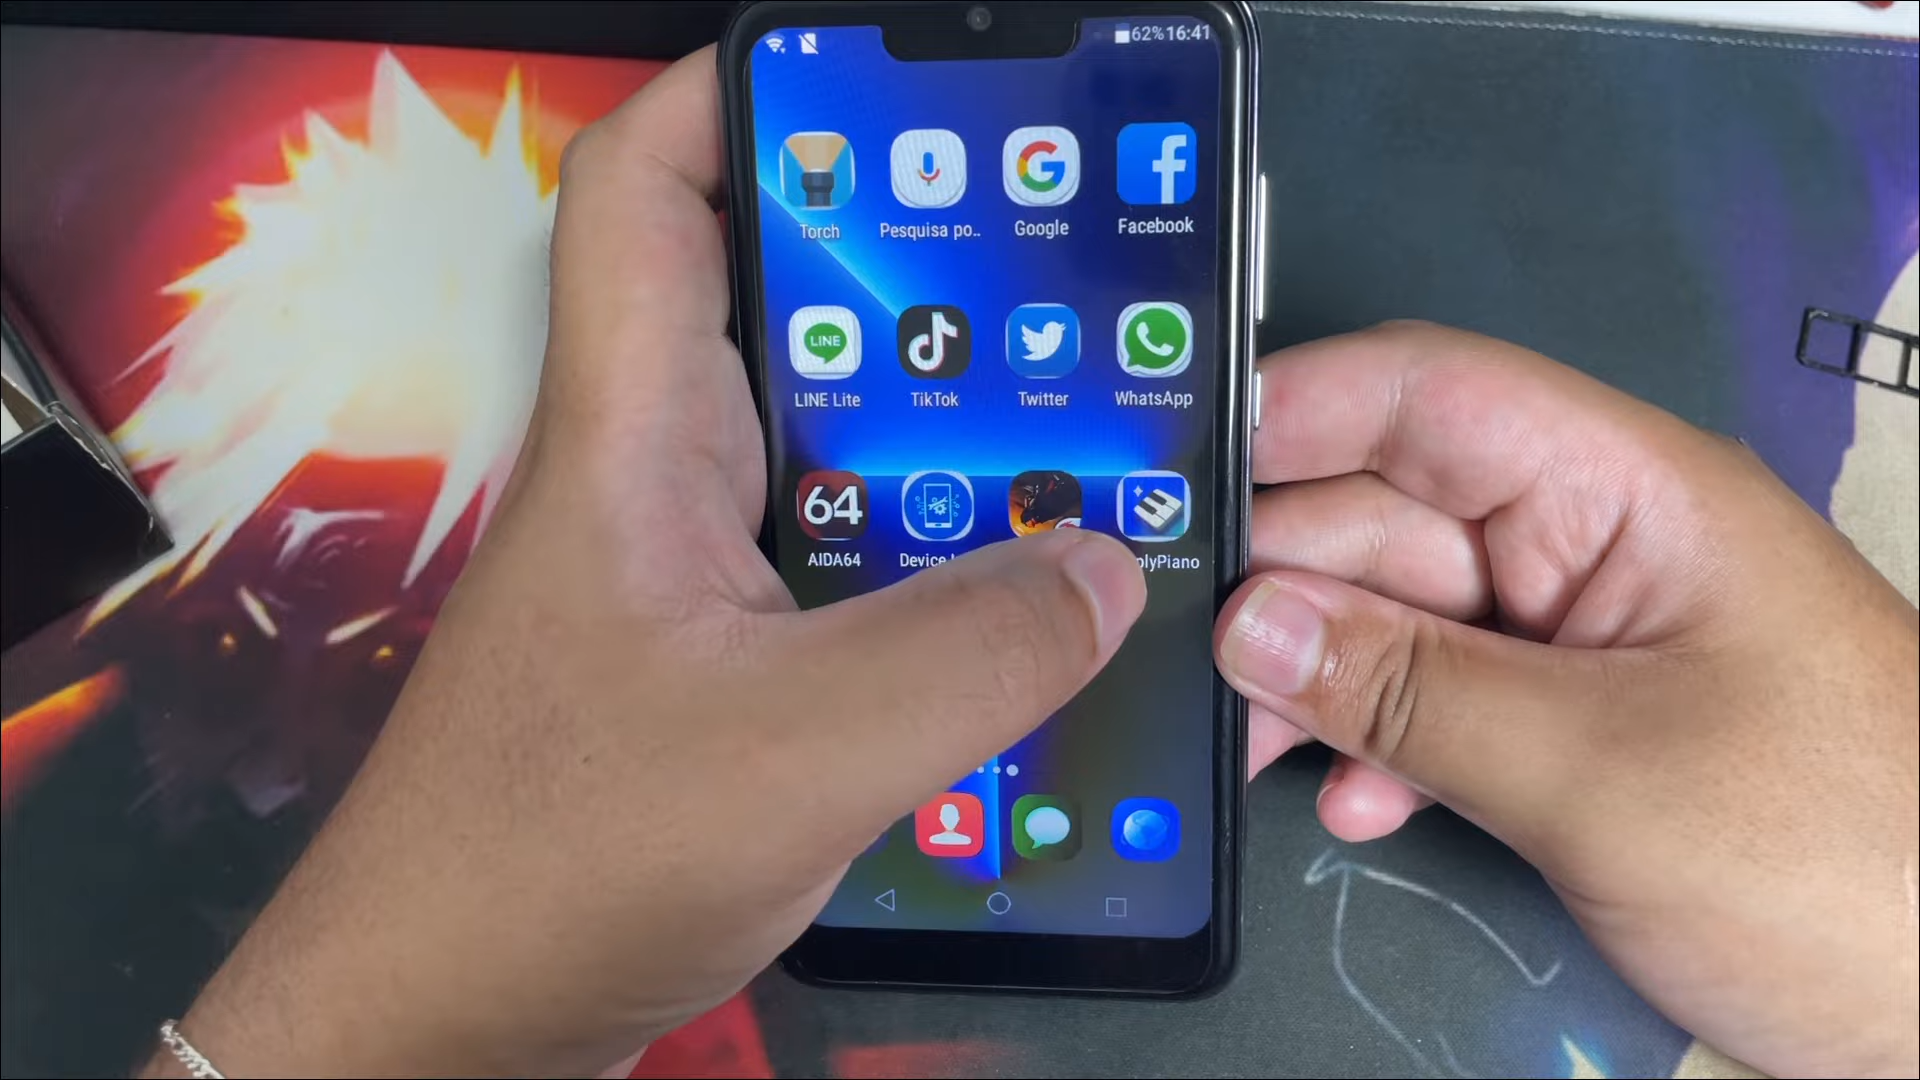 62%16:41
Torch
Pesquisa po..
Google
Facebook
LINE
LINE Lite
TikTok
Twitter
WhatsApp
64
AIDA64
Device
plyPiano